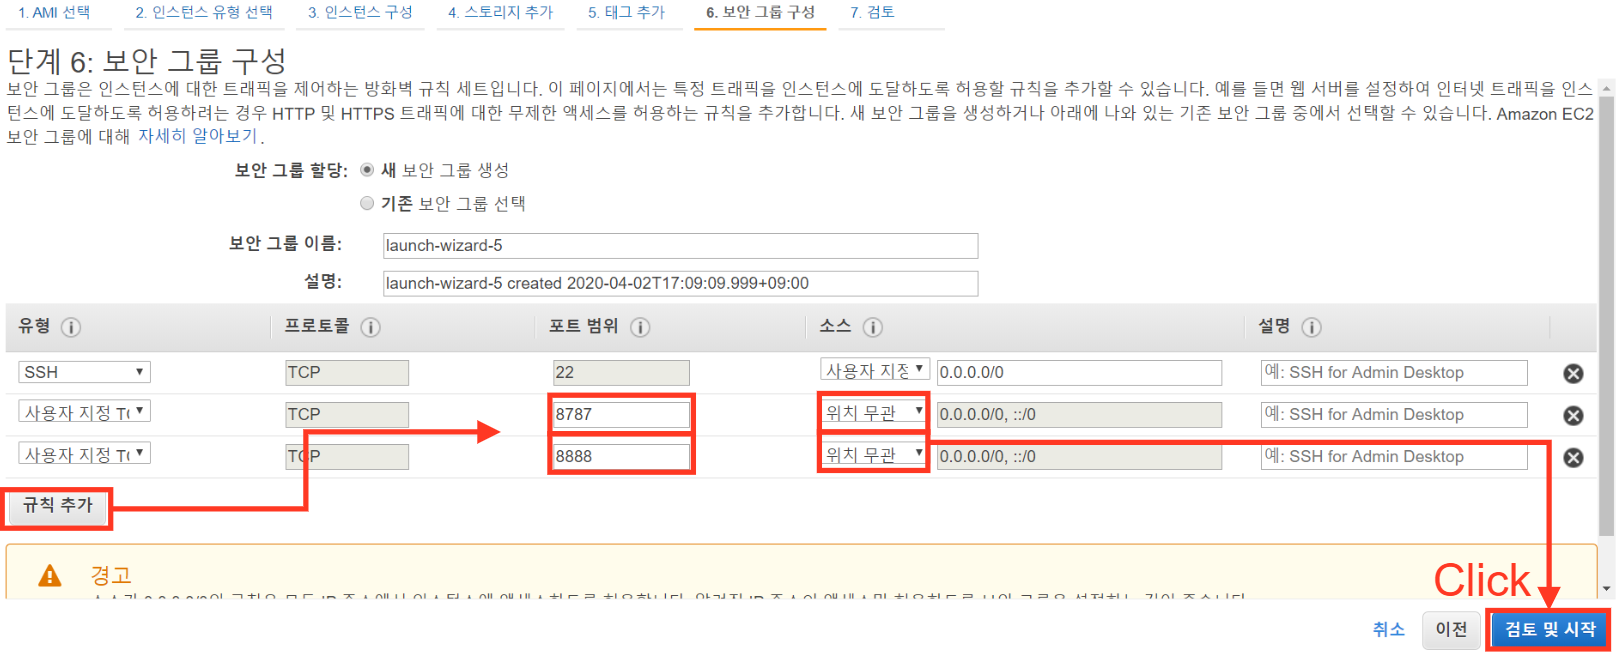 1. AMI 선택 2. 인스턴스 유형 선택 3. 인스턴스 구성 4. 스토리지 추가 5. 태그 추가 6. 보안 그룹 구성 7. 검토
단계 6: 보안 그룹 구성
보안 그룹은 인스턴스에 대한 트래픽을 제어하는 방화벽 규칙 세트입니다. 이 페이지에서는 특정 트래픽을 인스턴스에 도달하도록 허용할 규칙을 추가할 수 있습니다. 예를 들면 웹 서버를 설정하여 인터넷 트래픽을 인스
턴스에 도달하도록 허용하려는 경우 HTTP 및 HTTPS 트래픽에 대한 무제한 액세스를 허용하는 규칙을 추가합니다. 새 보안 그룹을 생성하거나 아래에 나와 있는 기존 보안 그룹 중에서 선택할 수 있습니다. Amazon EC2
보안 그룹에 대해 자세히 알아보기.
보안 그룹 할당: 새 보안 그룹 생성
기존 보안 그룹 선택
보안 그룹 이름: launch-wizard-5
설명: launch-wizard-5 created 2020-04-02T17:09:09.999+09:00
유형 프로토콜 포트 범위 소스 설명
SSH TCP 22 사용자 지정 0.0.0.0/0 예: SSH for Admin Desktop
사용자 지정 TCP 8787 위치 무관 0.0.0.0/0, ::/0 예: SSH for Admin Desktop
사용자 지정 TCP 8888 위치 무관 0.0.0.0/0, ::/0 예: SSH for Admin Desktop
규칙 추가
경고
Click
취소 이전 검토 및 시작